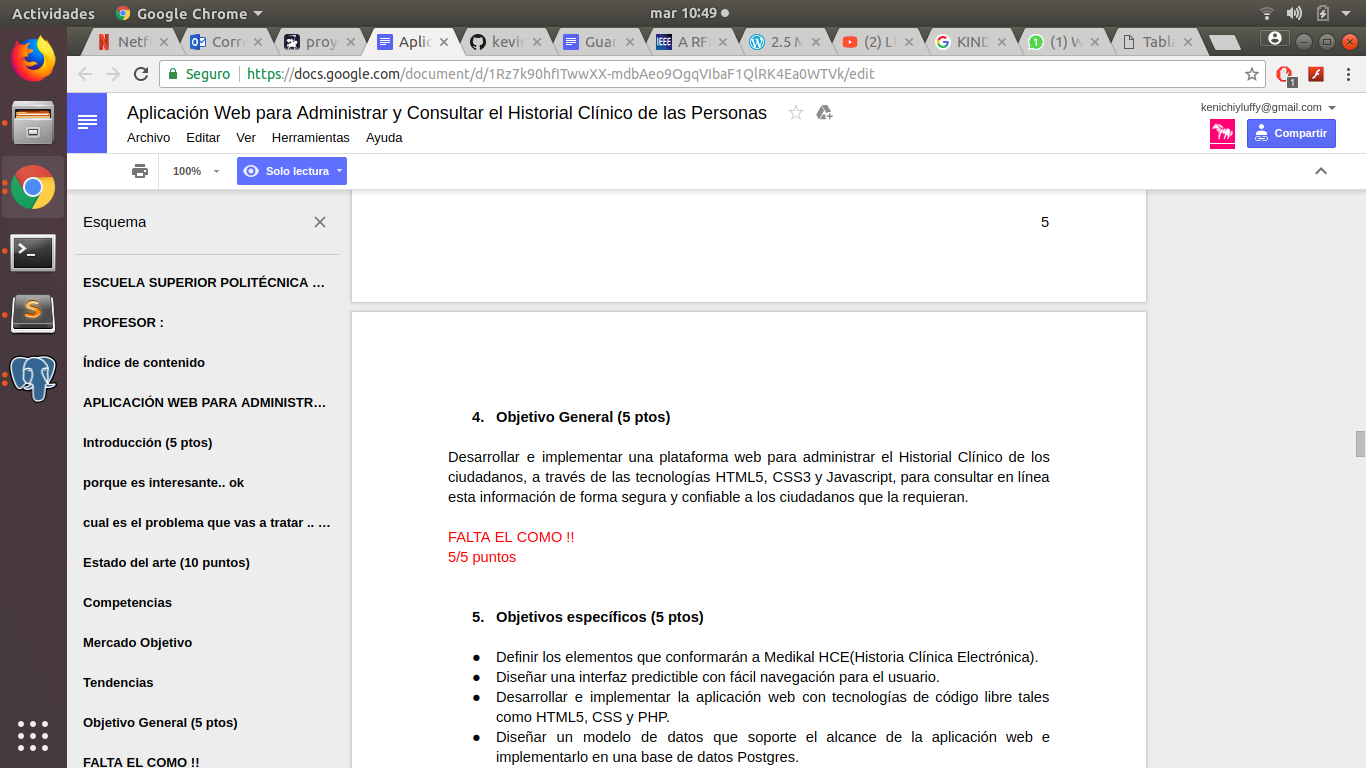 Actividades Google Chrome mar 10:49
Netf Corre proye Aplic kevin Guar A RF 2.5 M (2) L KIND (1) W Tabla
Seguro https://docs.google.com/document/d/1Rz7k90hfITwwXX-mdbAeo9OgqVIbaF1QlRK4Ea0WTVk/edit 1
Aplicación Web para Administrar y Consultar el Historial Clínico de las Personas
kenichiyluffy@gmail.com
Archivo Editar Ver Herramientas Ayuda
Compartir
100% Solo lectura
Esquema
ESCUELA SUPERIOR POLITÉCNICA …
PROFESOR :
Índice de contenido
APLICACIÓN WEB PARA ADMINISTR…
Introducción (5 ptos)
porque es interesante.. ok
cual es el problema que vas a tratar .. …
Estado del arte (10 puntos)
Competencias
Mercado Objetivo
Tendencias
Objetivo General (5 ptos)
FALTA EL COMO !!
5
4. Objetivo General (5 ptos)
Desarrollar e implementar una plataforma web para administrar el Historial Clínico de los
ciudadanos, a través de las tecnologías HTML5, CSS3 y Javascript, para consultar en línea
esta información de forma segura y confiable a los ciudadanos que la requieran.
FALTA EL COMO !!
5/5 puntos
5. Objetivos específicos (5 ptos)
● Definir los elementos que conformarán a Medikal HCE(Historia Clínica Electrónica).
● Diseñar una interfaz predictible con fácil navegación para el usuario.
● Desarrollar e implementar la aplicación web con tecnologías de código libre tales
como HTML5, CSS y PHP.
● Diseñar un modelo de datos que soporte el alcance de la aplicación web e
implementarlo en una base de datos Postgres.